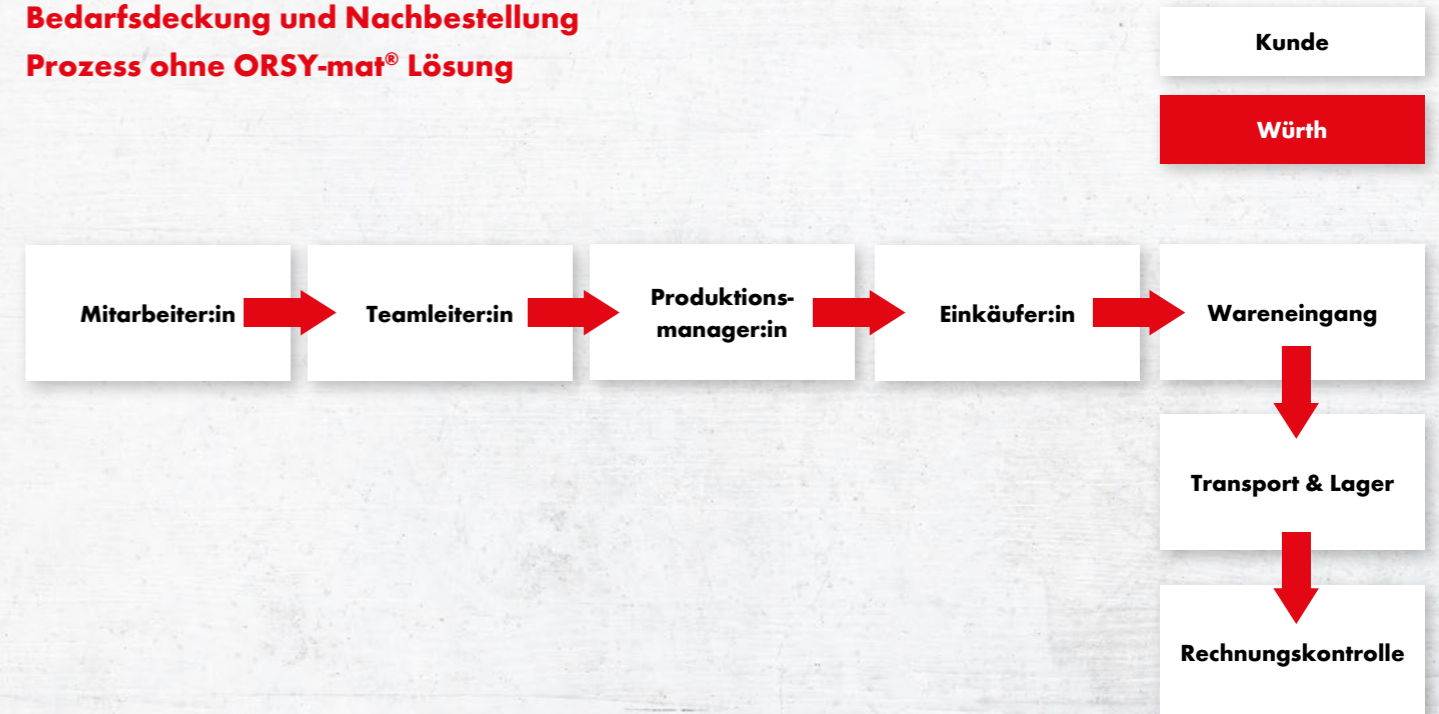 Bedarfsdeckung und Nachbestellung
Prozess ohne ORSY-mat® Lösung
Kunde
Würth
Mitarbeiter:in
Teamleiter:in
Produktions-
manager:in
Einkäufer:in
Wareneingang
Transport & Lager
Rechnungskontrolle